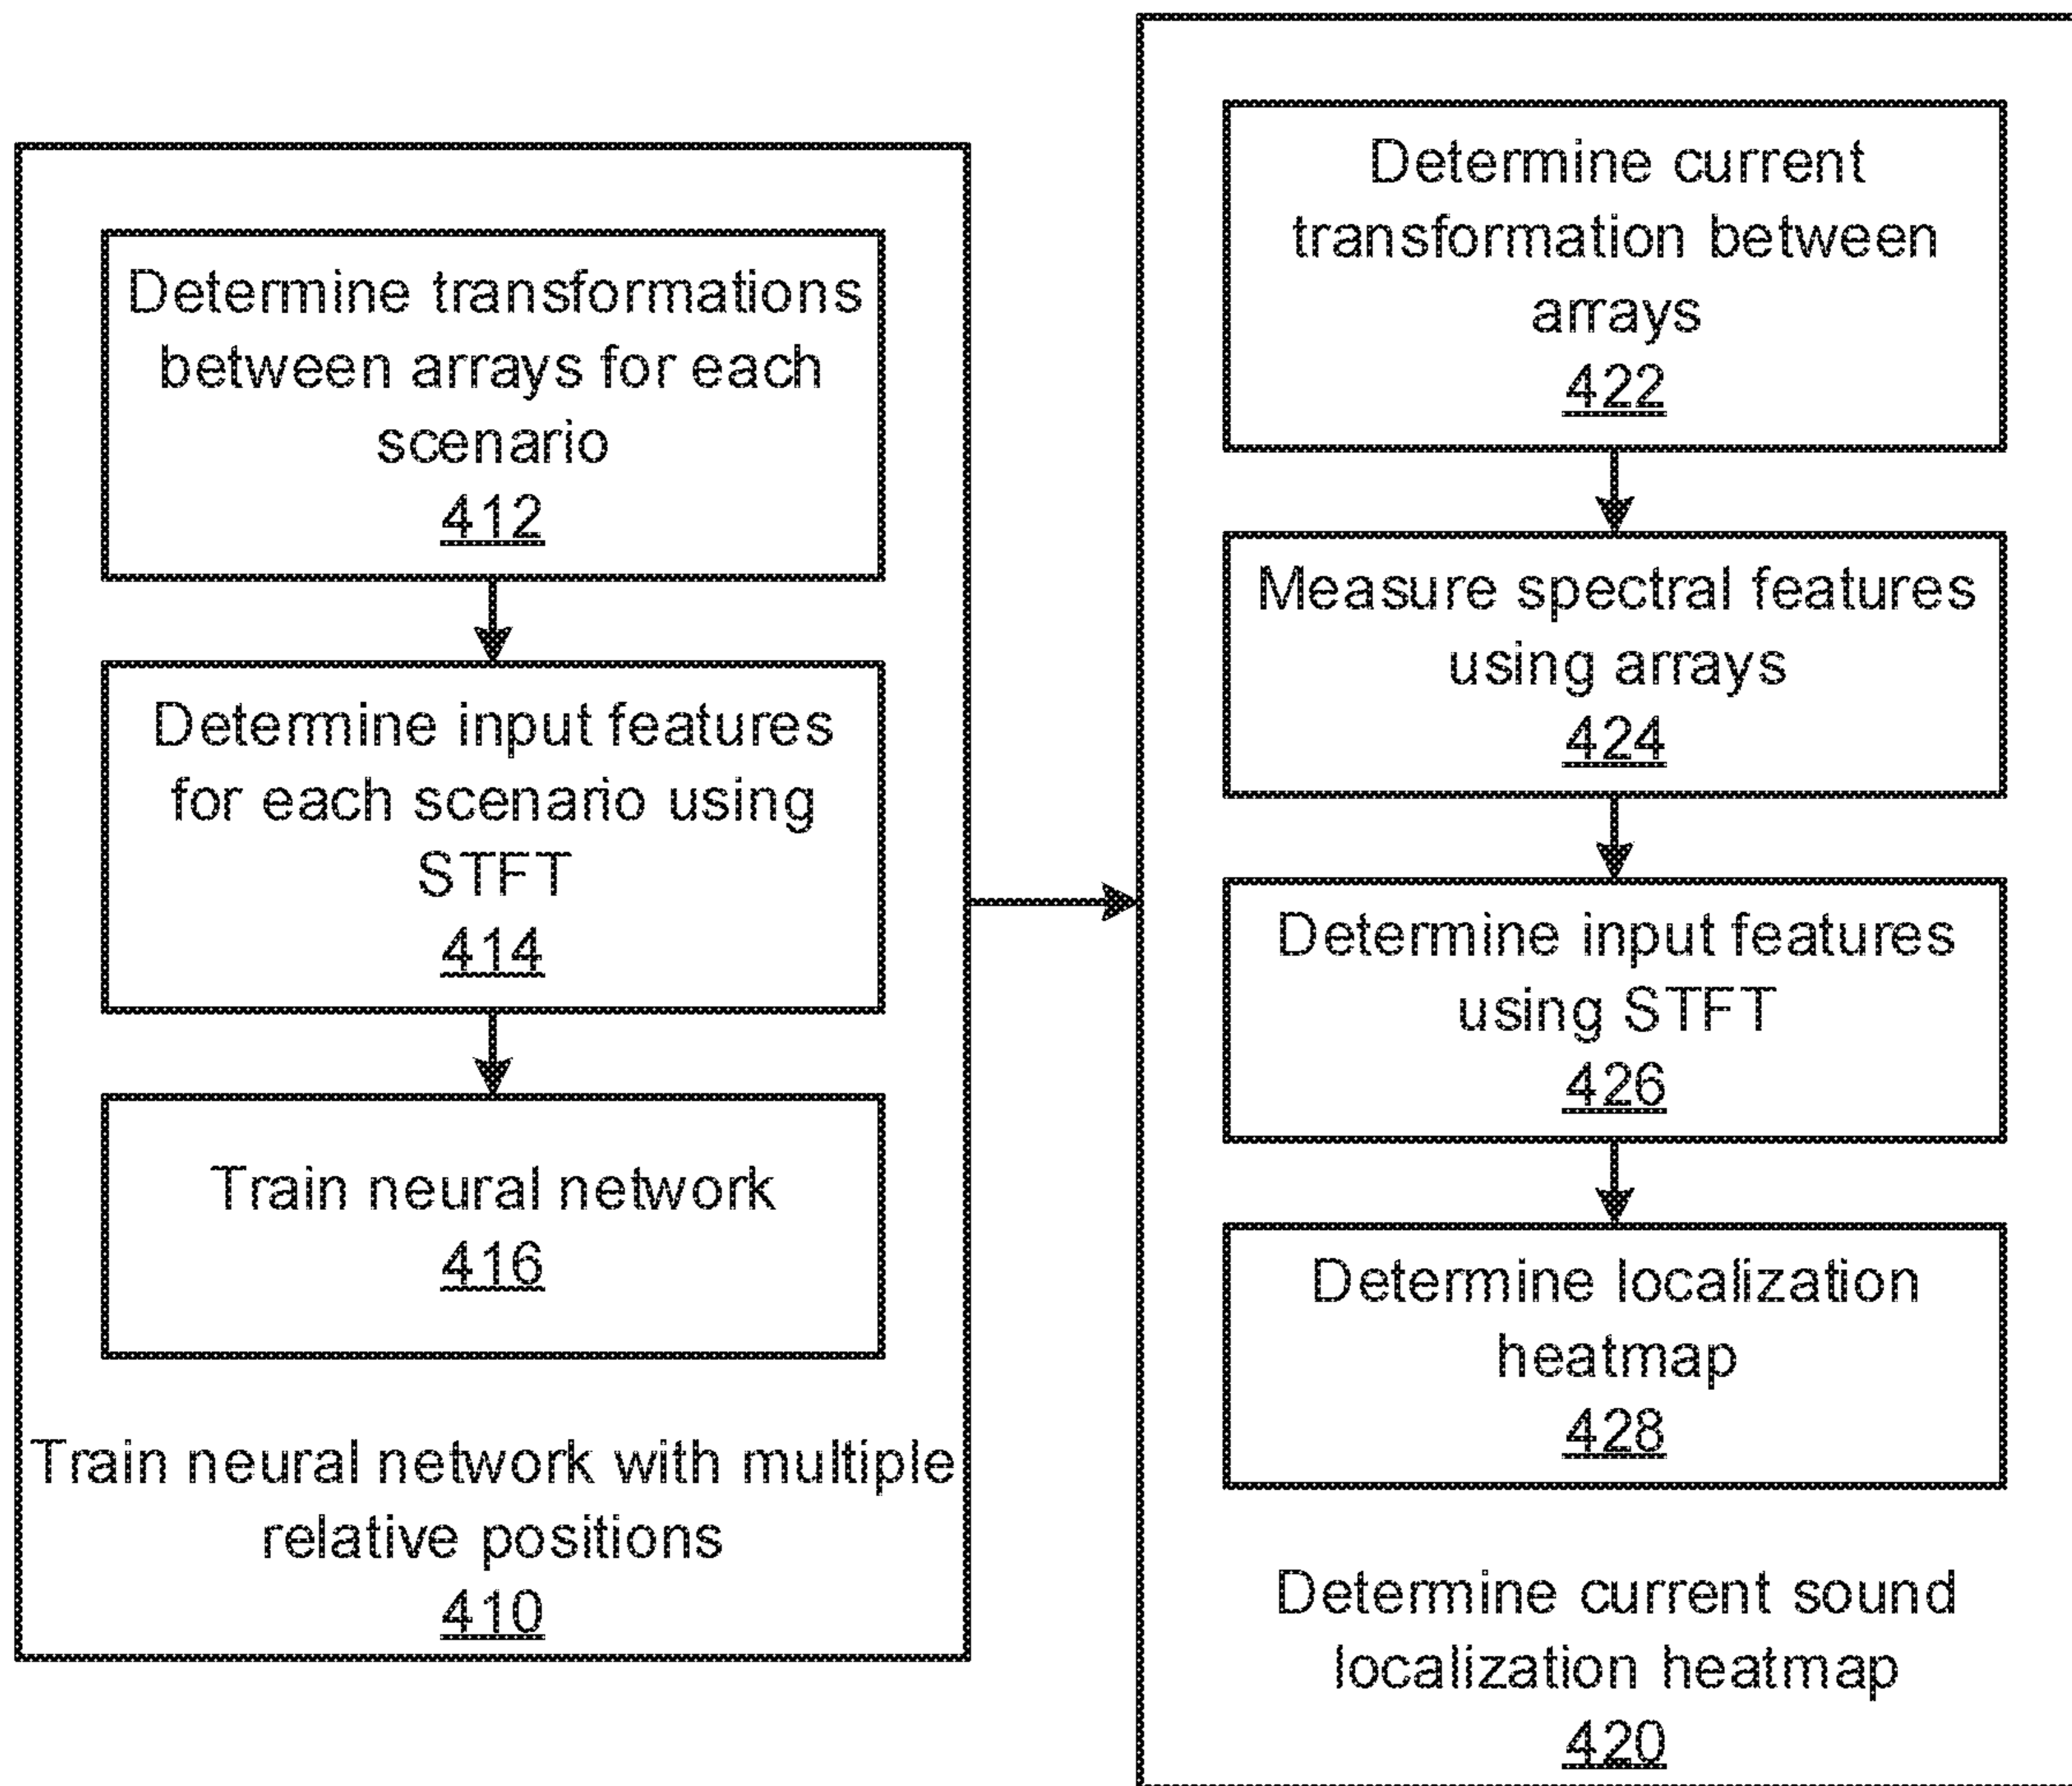 Determine transformations
between arrays for each
scenario
412
Determine input features
for each scenario using
STFT
414
Train neural network
416
Train neural network with multiple
relative positions
410
Determine current
transformation between
arrays
422
Measure spectral features
using arrays
424
Determine input features
using STFT
426
Determine localization
heatmap
428
Determine current sound
localization heatmap
420